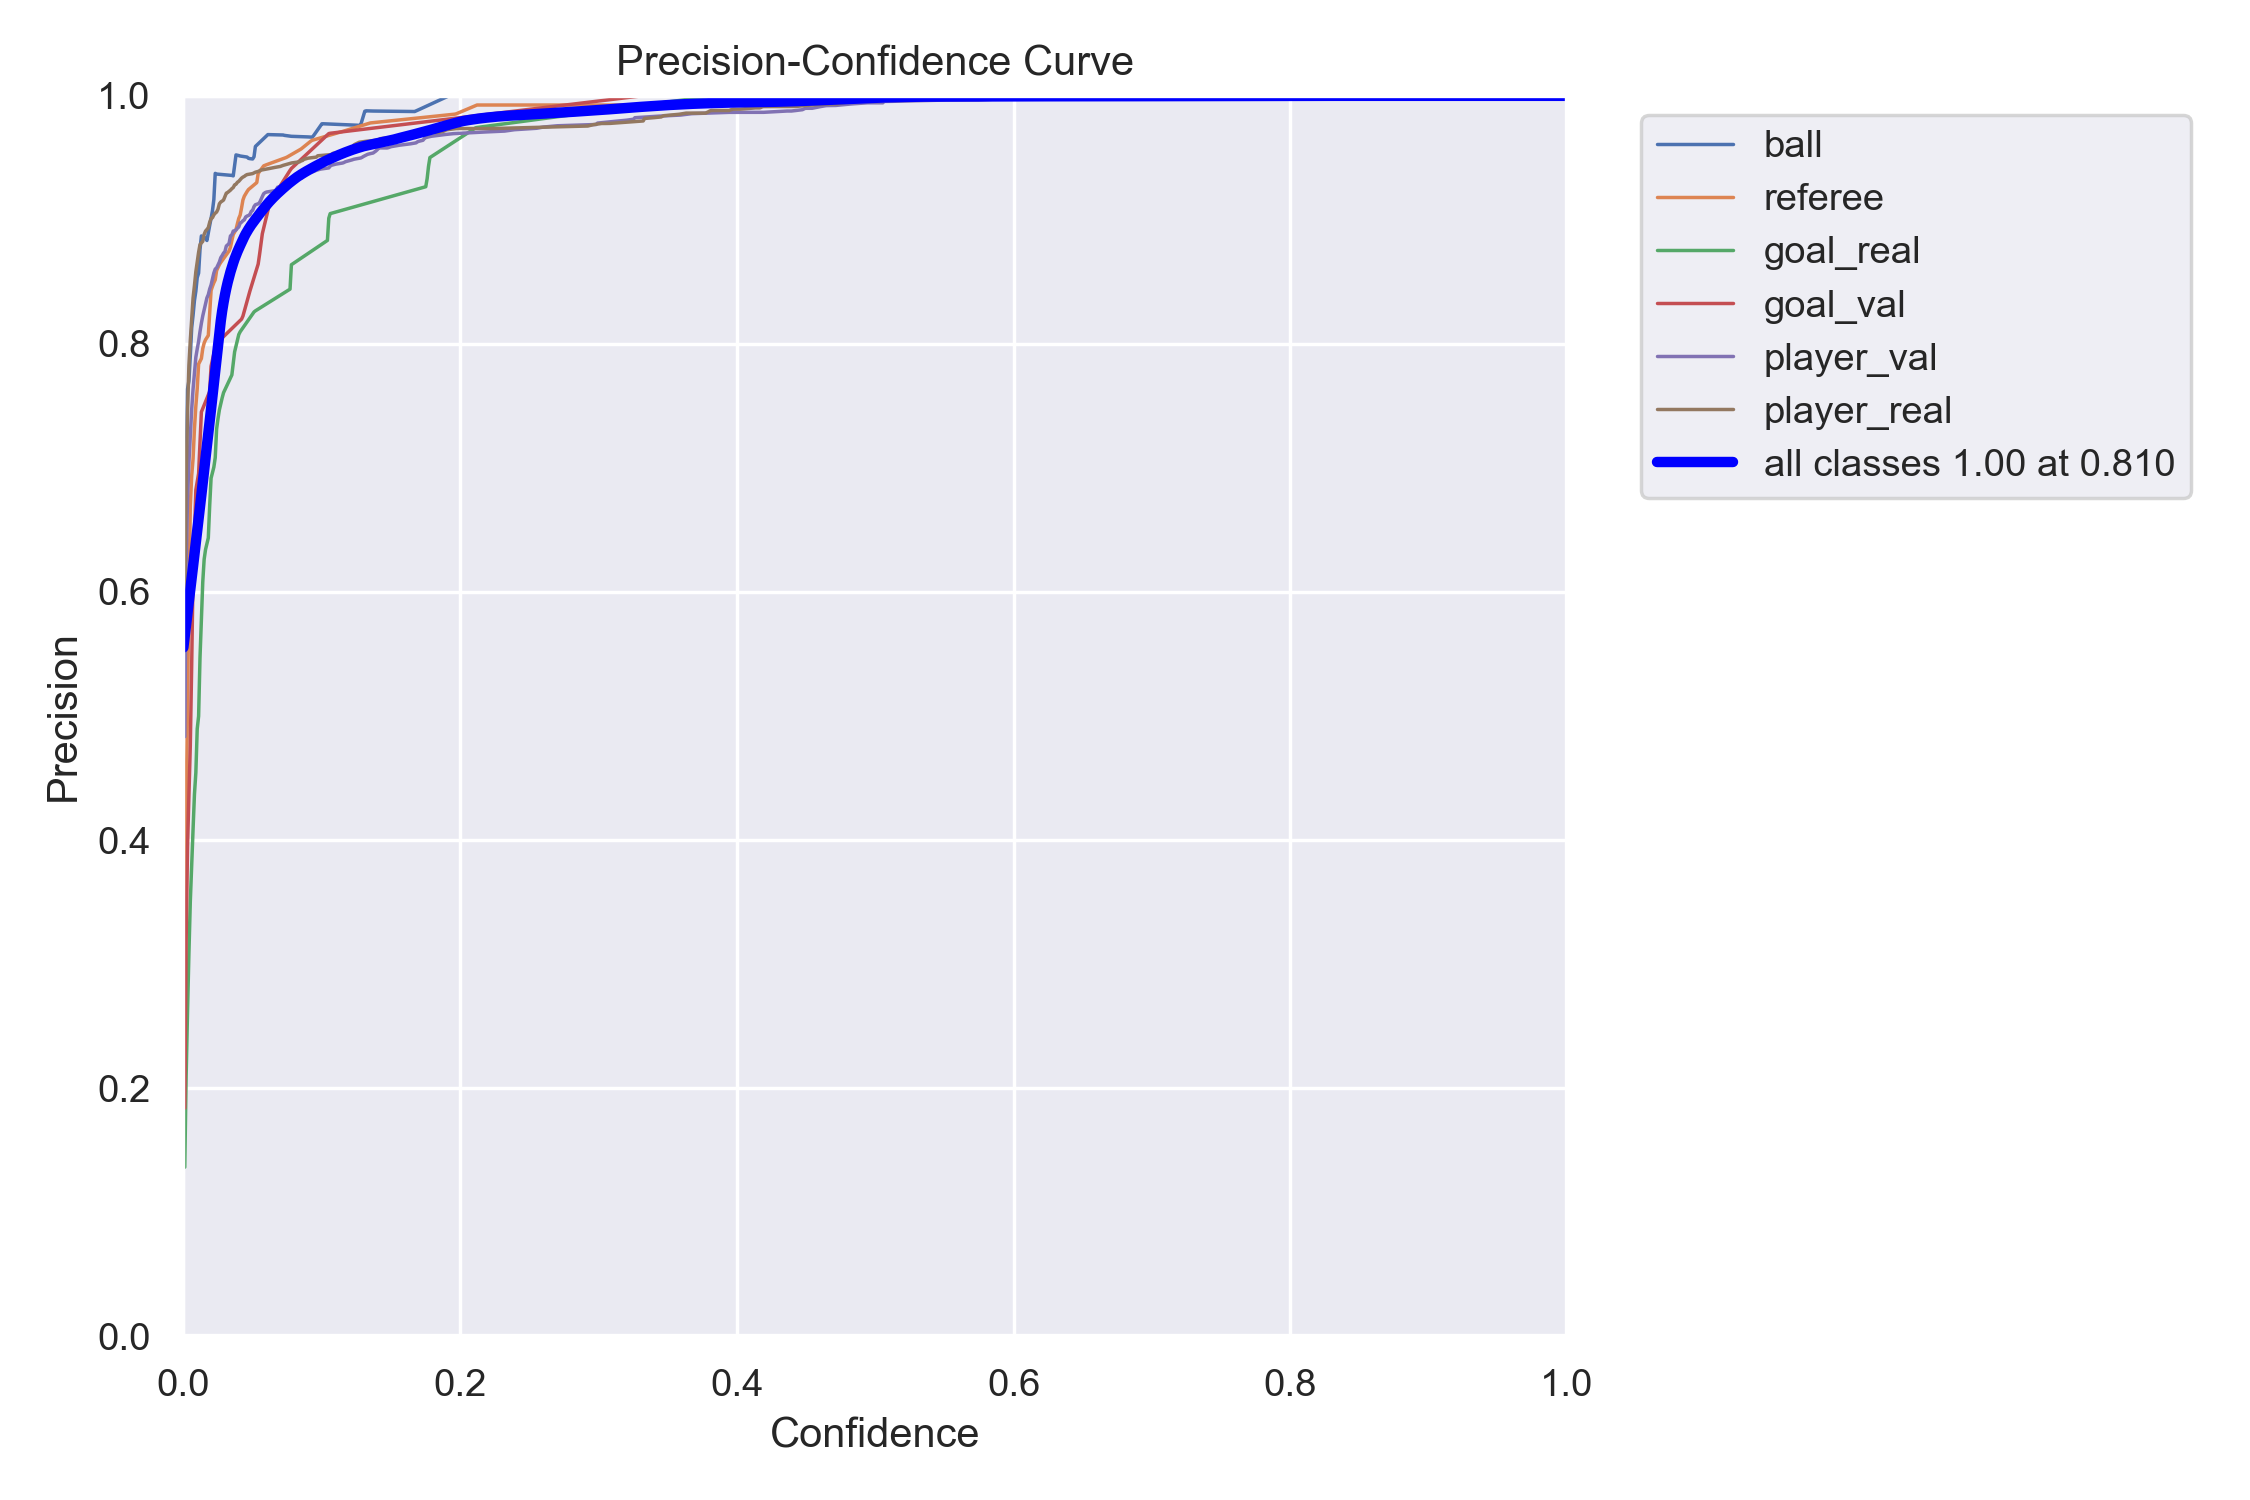 Precision-Confidence Curve
1.0
0.8
0.6
0.4
0.2
0.0
Precision
0.0 0.2 0.4 0.6 0.8 1.0
Confidence
ball
referee
goal_real
goal_val
player_val
player_real
all classes 1.00 at 0.810